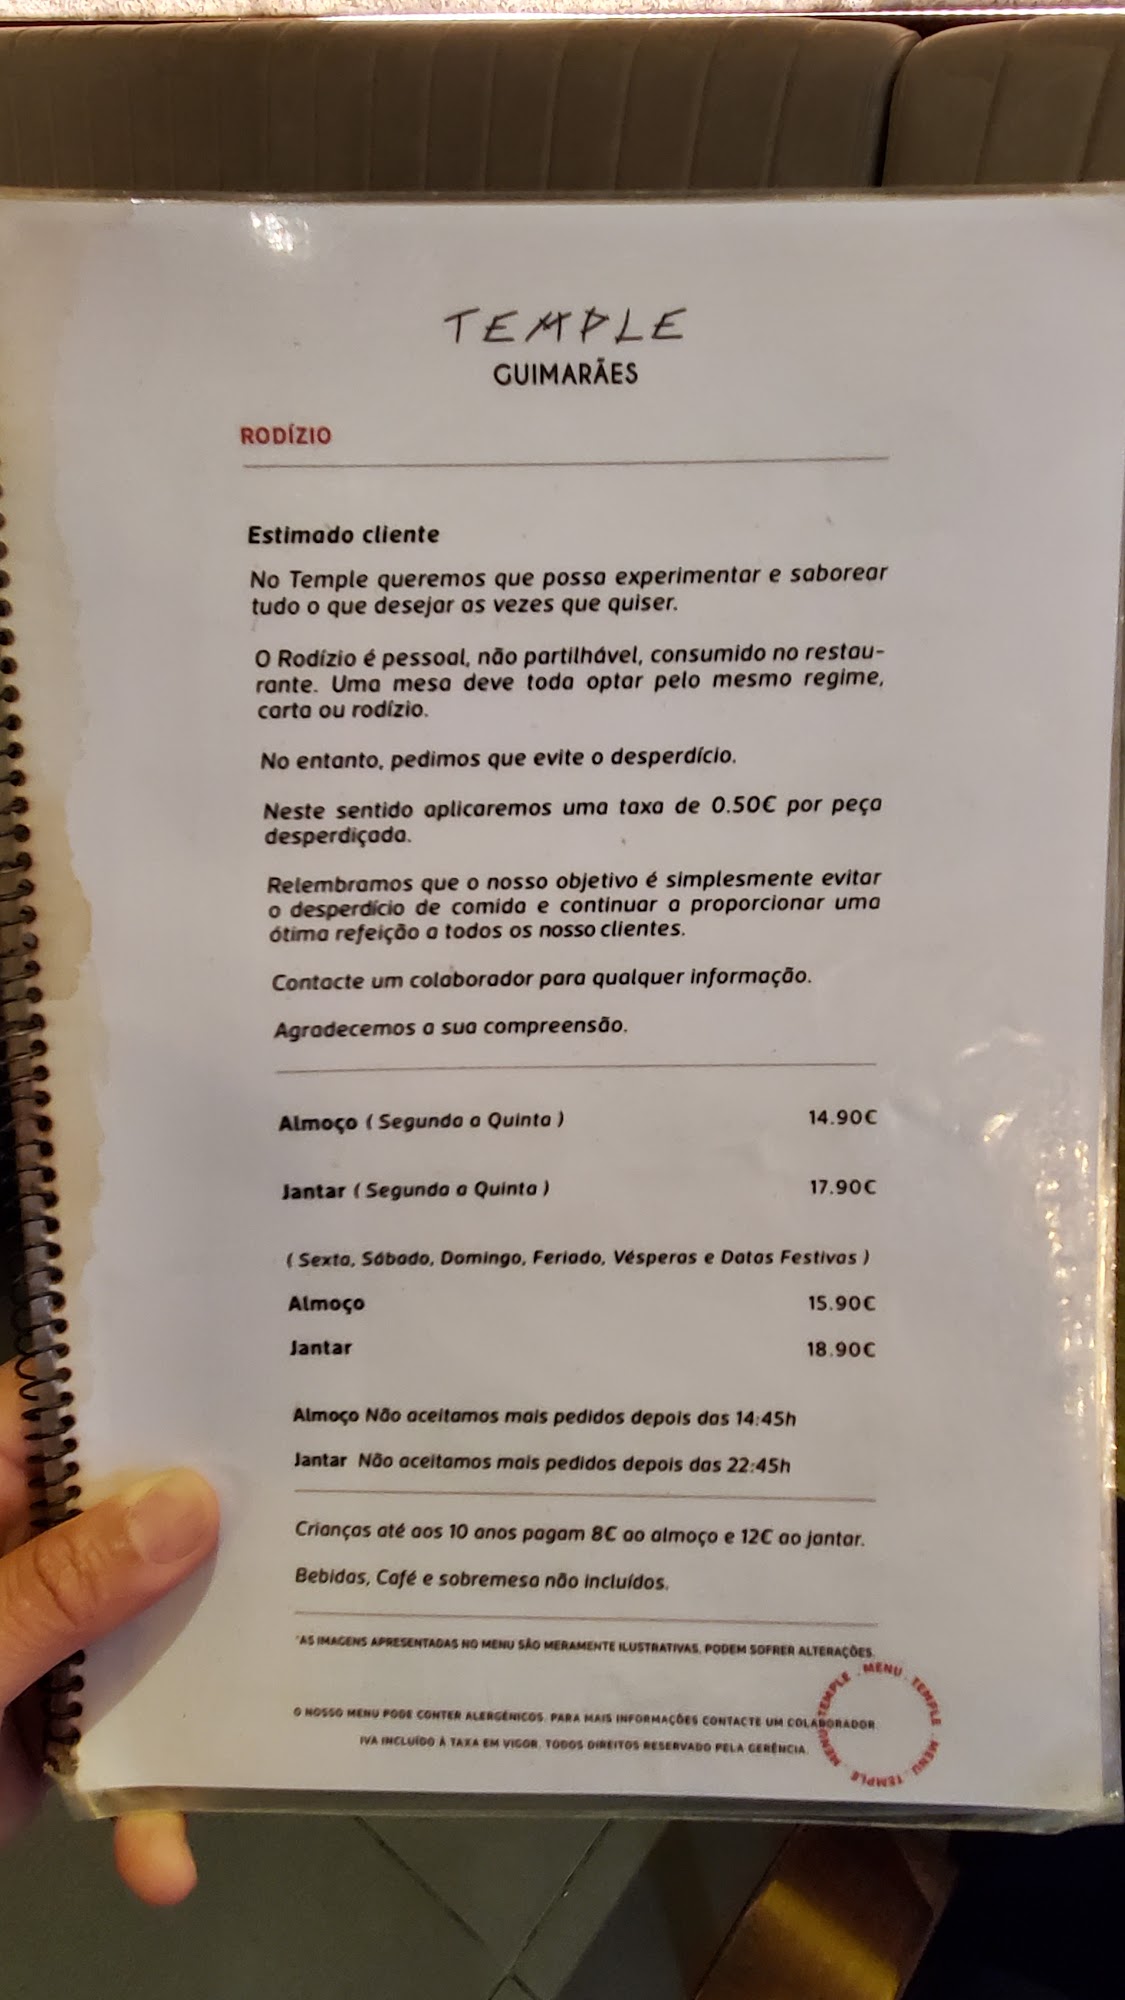 TEMPLE
GUIMARÃES
RODÍZIO
Estimado cliente
No Temple queremos que possa experimentar e saborear
tudo o que desejar as vezes que quiser.
O Rodízio é pessoal, não partilhável, consumido no restau-
rante. Uma mesa deve toda optar pelo mesmo regime,
carta ou rodízio.
No entanto, pedimos que evite o desperdício.
Neste sentido aplicaremos uma taxa de 0.50€ por peça
desperdiçada.
Relembramos que o nosso objetivo é simplesmente evitar
o desperdício de comida e continuar a proporcionar uma
ótima refeição a todos os nosso clientes.
Contacte um colaborador para qualquer informação.
Agradecemos a sua compreensão.
Almoço ( Segunda a Quinta ) 14.90€
Jantar ( Segunda a Quinta ) 17.90€
( Sexta, Sábado, Domingo, Feriado, Vésperas e Datas Festivas )
Almoço 15.90€
Jantar 18.90€
Almoço Não aceitamos mais pedidos depois das 14:45h
Jantar Não aceitamos mais pedidos depois das 22:45h
Crianças até aos 10 anos pagam 8€ ao almoço e 12€ ao jantar.
Bebidas, Café e sobremesa não incluídos.
*AS IMAGENS APRESENTADAS NO MENU SÃO MERAMENTE ILUSTRATIVAS. PODEM SOFRER ALTERAÇÕES.
O NOSSO MENU PODE CONTER ALERGÉNICOS. PARA MAIS INFORMAÇÕES CONTACTE UM COLABORADOR
IVA INCLUÍDO À TAXA EM VIGOR. TODOS DIREITOS RESERVADO PELA GERÊNCIA.
TEMPLE . MENU . TEMPLE . MENU . TEMPLE . MENU .